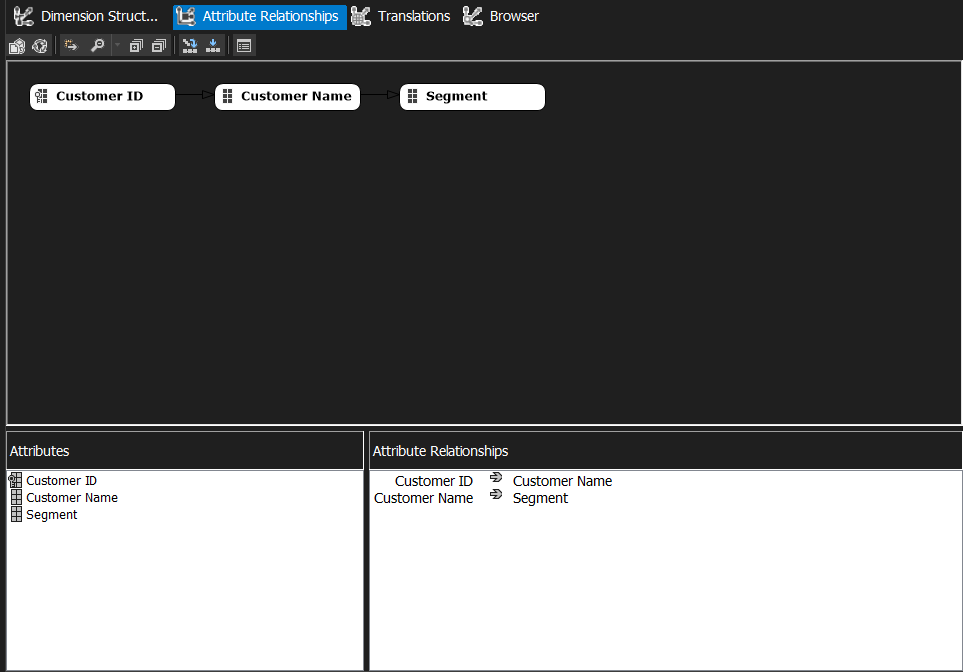 Dimension Struct... Attribute Relationships Translations Browser
Customer ID Customer Name Segment
Attributes Attribute Relationships
Customer ID
Customer Name
Segment
Customer ID Customer Name
Customer Name Segment